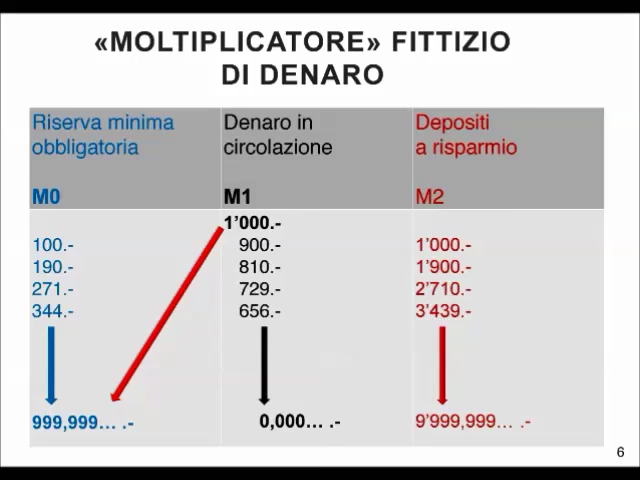 «MOLTIPLICATORE» FITTIZIO
DI DENARO
Riserva minima
obbligatoria
M0
Denaro in
circolazione
M1
Depositi
a risparmio
M2
1’000.-
100.- 900.- 1’000.-
190.- 810.- 1’900.-
271.- 729.- 2’710.-
344.- 656.- 3’439.-
999,999… .- 0,000… .- 9’999,999… .-
6